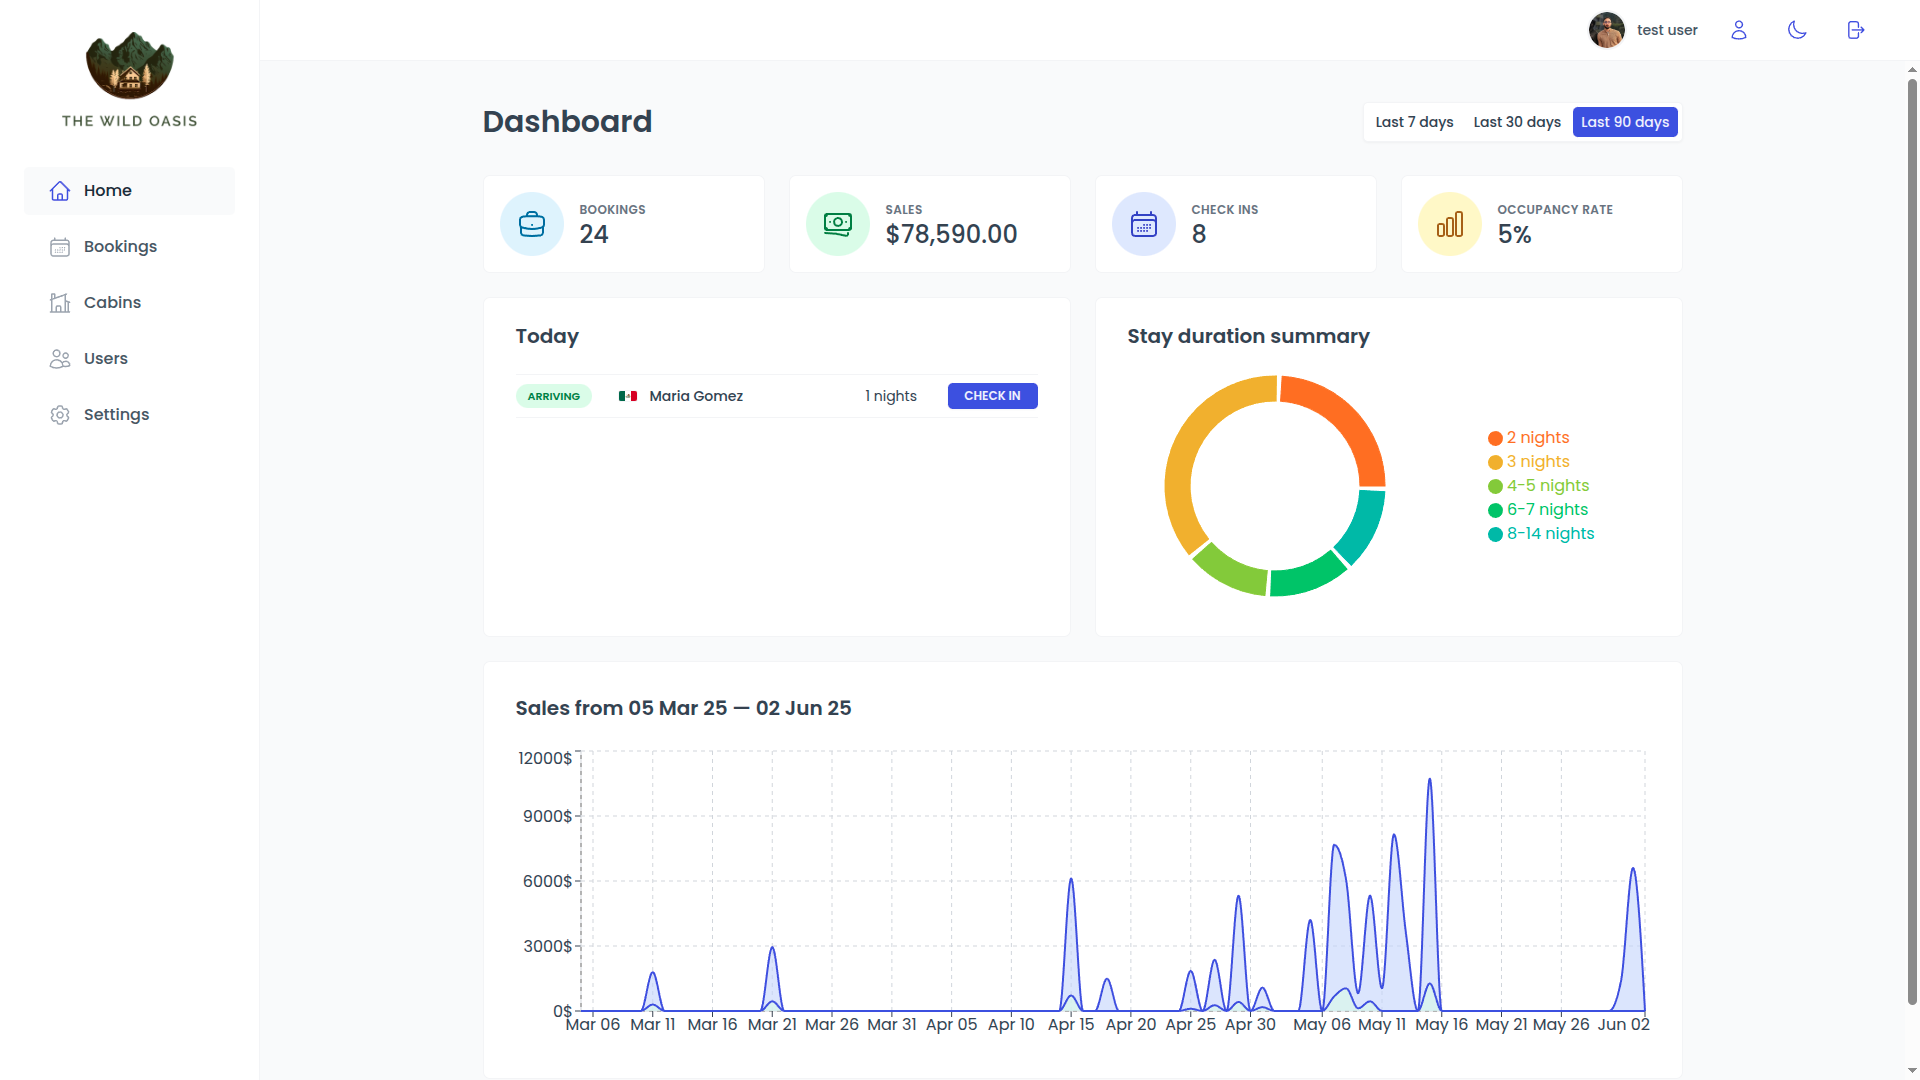 THE WILD OASIS
Home
Bookings
Cabins
Users
Settings
test user
Dashboard
Last 7 days Last 30 days Last 90 days
BOOKINGS
24
SALES
$78,590.00
CHECK INS
8
OCCUPANCY RATE
5%
Today
ARRIVING Maria Gomez 1 nights CHECK IN
Stay duration summary
2 nights
3 nights
4-5 nights
6-7 nights
8-14 nights
Sales from 05 Mar 25 — 02 Jun 25
12000$
9000$
6000$
3000$
0$
Mar 06 Mar 11 Mar 16 Mar 21 Mar 26 Mar 31 Apr 05 Apr 10 Apr 15 Apr 20 Apr 25 Apr 30 May 06 May 11 May 16 May 21 May 26 Jun 02